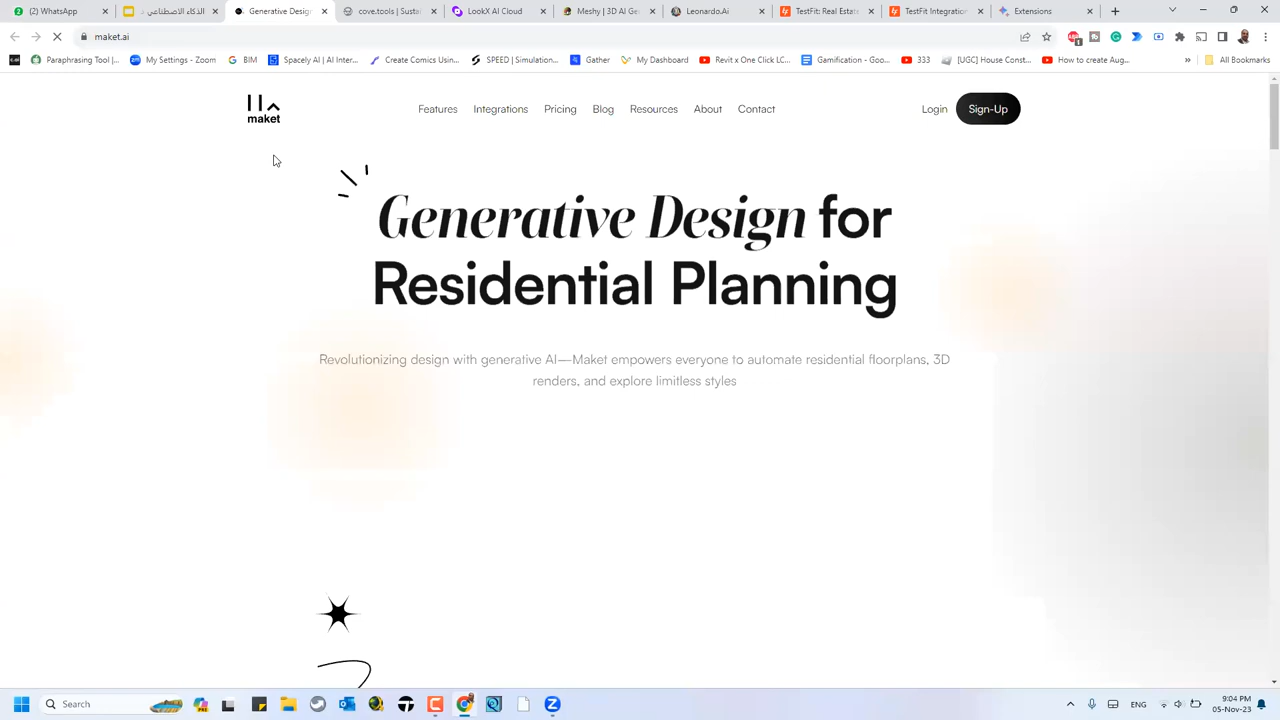 (2) WhatsApp
الذكاء الاصطناعي
Generative Design
cove.tools | Sustai
LookX AI Cloud
Meshy | 3D AI Ge
Leonardo.Ai
TestFit: Real Estate
TestFit Integration
Extensions
maket.ai
Paraphrasing Tool |
My Settings - Zoom
BIM
Spacely AI | AI Inter...
Create Comics Usin...
SPEED | Simulation...
Gather
My Dashboard
Revit x One Click LC...
Gamification - Goo...
333
[UGC] House Const...
How to create Aug...
»
All Bookmarks
maket
Features
Integrations
Pricing
Blog
Resources
About
Contact
Login
Sign-Up
Generative Design for
Residential Planning
Revolutionizing design with generative AI—Maket empowers everyone to automate residential floorplans, 3D
renders, and explore limitless styles
Search
ENG
9:04 PM
05-Nov-23